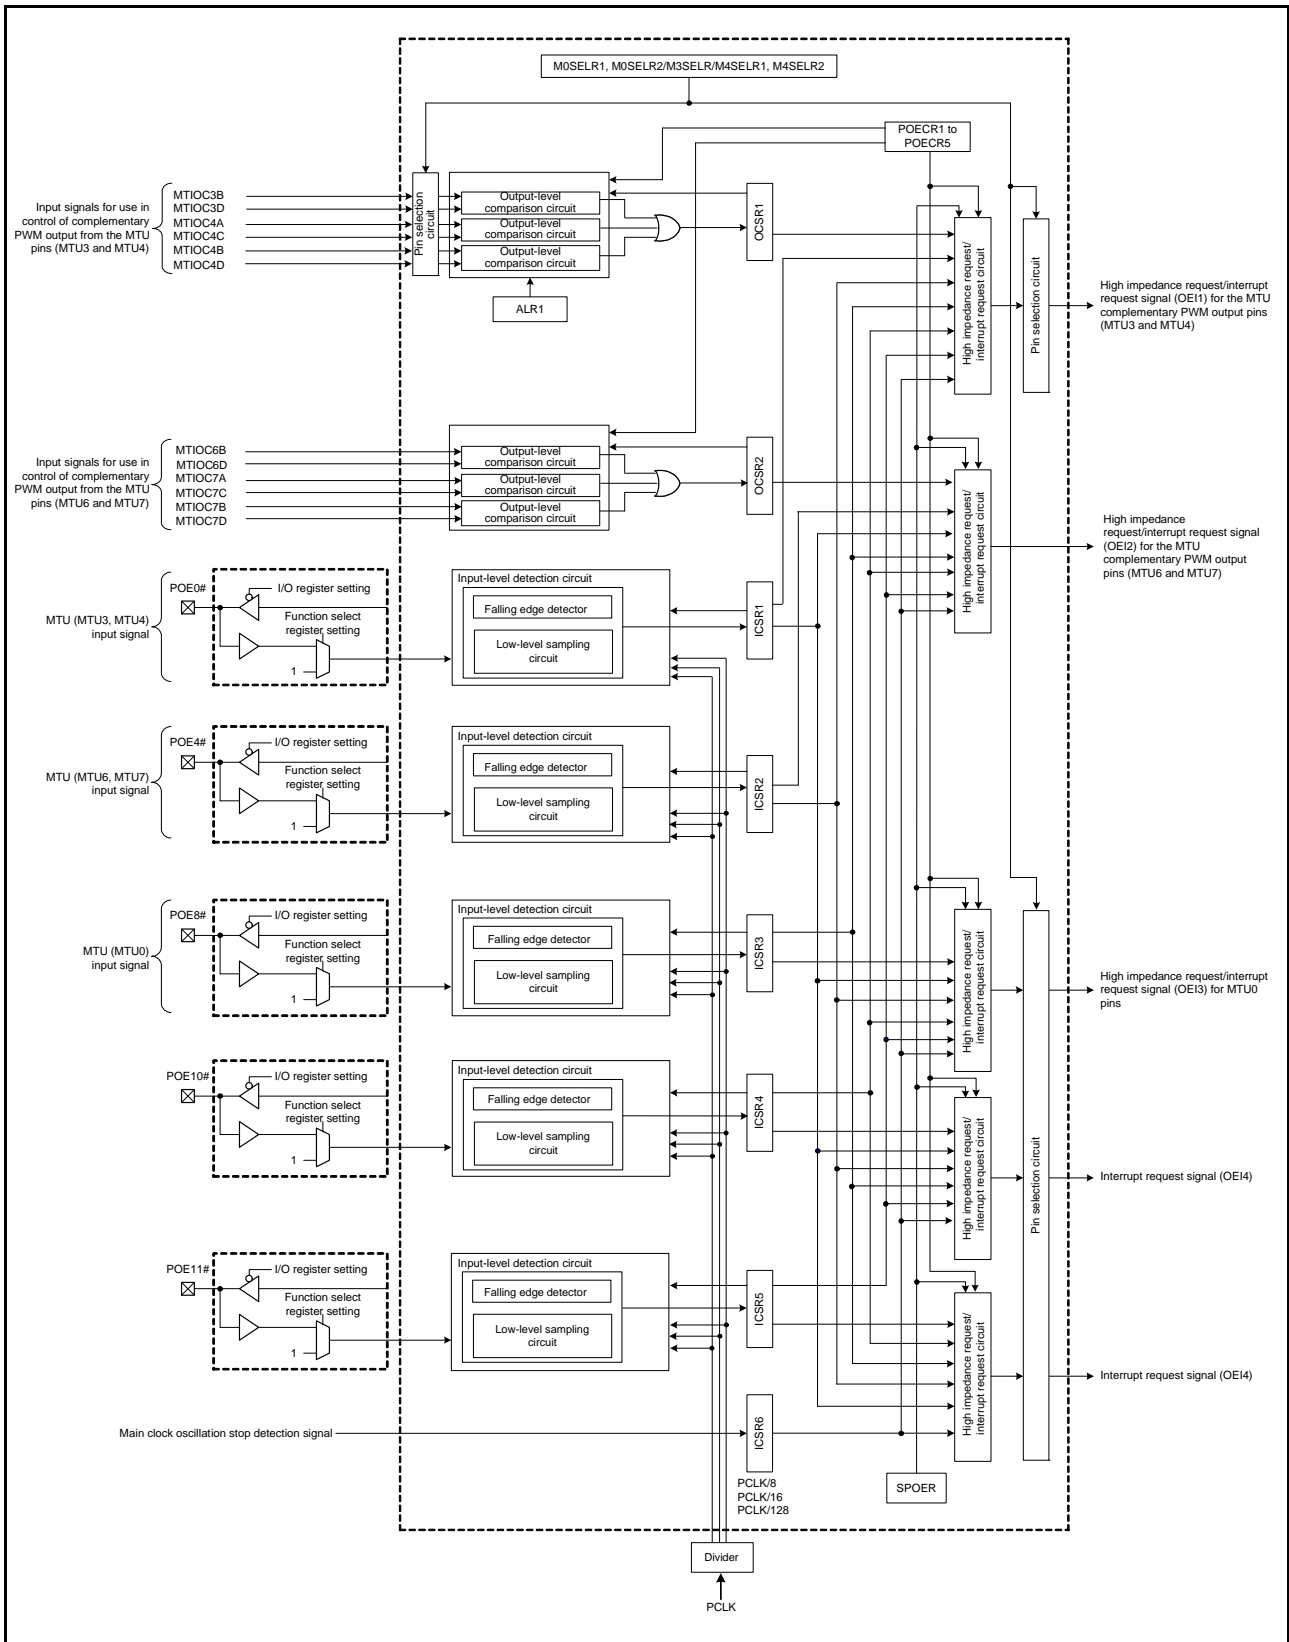 M0SELR1, M0SELR2/M3SELR/M4SELR1, M4SELR2
POECR1 to
POECR5
Input signals for use in
control of complementary
PWM output from the MTU
pins (MTU3 and MTU4)
MTIOC3B
MTIOC3D
MTIOC4A
MTIOC4C
MTIOC4B
MTIOC4D
Pin selection
circuit
Output-level
comparison circuit
Output-level
comparison circuit
Output-level
comparison circuit
ALR1
OCSR1
High impedance request/
interrupt request circuit
Pin selection circuit
High impedance request/interrupt
request signal (OEI1) for the MTU
complementary PWM output pins
(MTU3 and MTU4)
Input signals for use in
control of complementary
PWM output from the MTU
pins (MTU6 and MTU7)
MTIOC6B
MTIOC6D
MTIOC7A
MTIOC7C
MTIOC7B
MTIOC7D
Output-level
comparison circuit
Output-level
comparison circuit
Output-level
comparison circuit
OCSR2
High impedance request/
interrupt request circuit
High impedance
request/interrupt request signal
(OEI2) for the MTU
complementary PWM output
pins (MTU6 and MTU7)
MTU (MTU3, MTU4)
input signal
POE0#
I/O register setting
Function select
register setting
1
Input-level detection circuit
Falling edge detector
Low-level sampling
circuit
ICSR1
MTU (MTU6, MTU7)
input signal
POE4#
I/O register setting
Function select
register setting
1
Input-level detection circuit
Falling edge detector
Low-level sampling
circuit
ICSR2
MTU (MTU0)
input signal
POE8#
I/O register setting
Function select
register setting
1
Input-level detection circuit
Falling edge detector
Low-level sampling
circuit
ICSR3
High impedance request/
interrupt request circuit
Pin selection circuit
High impedance request/interrupt
request signal (OEI3) for MTU0
pins
POE10#
I/O register setting
Function select
register setting
1
Input-level detection circuit
Falling edge detector
Low-level sampling
circuit
ICSR4
High impedance request/
interrupt request circuit
Interrupt request signal (OEI4)
POE11#
I/O register setting
Function select
register setting
1
Input-level detection circuit
Falling edge detector
Low-level sampling
circuit
ICSR5
High impedance request/
interrupt request circuit
Interrupt request signal (OEI4)
Main clock oscillation stop detection signal
ICSR6
PCLK/8
PCLK/16
PCLK/128
SPOER
Divider
PCLK